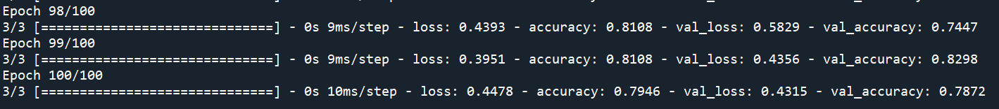 Epoch 98/100
3/3 [==============================] - 0s 9ms/step - loss: 0.4393 - accuracy: 0.8108 - val_loss: 0.5829 - val_accuracy: 0.7447
Epoch 99/100
3/3 [==============================] - 0s 9ms/step - loss: 0.3951 - accuracy: 0.8108 - val_loss: 0.4356 - val_accuracy: 0.8298
Epoch 100/100
3/3 [==============================] - 0s 10ms/step - loss: 0.4478 - accuracy: 0.7946 - val_loss: 0.4315 - val_accuracy: 0.7872